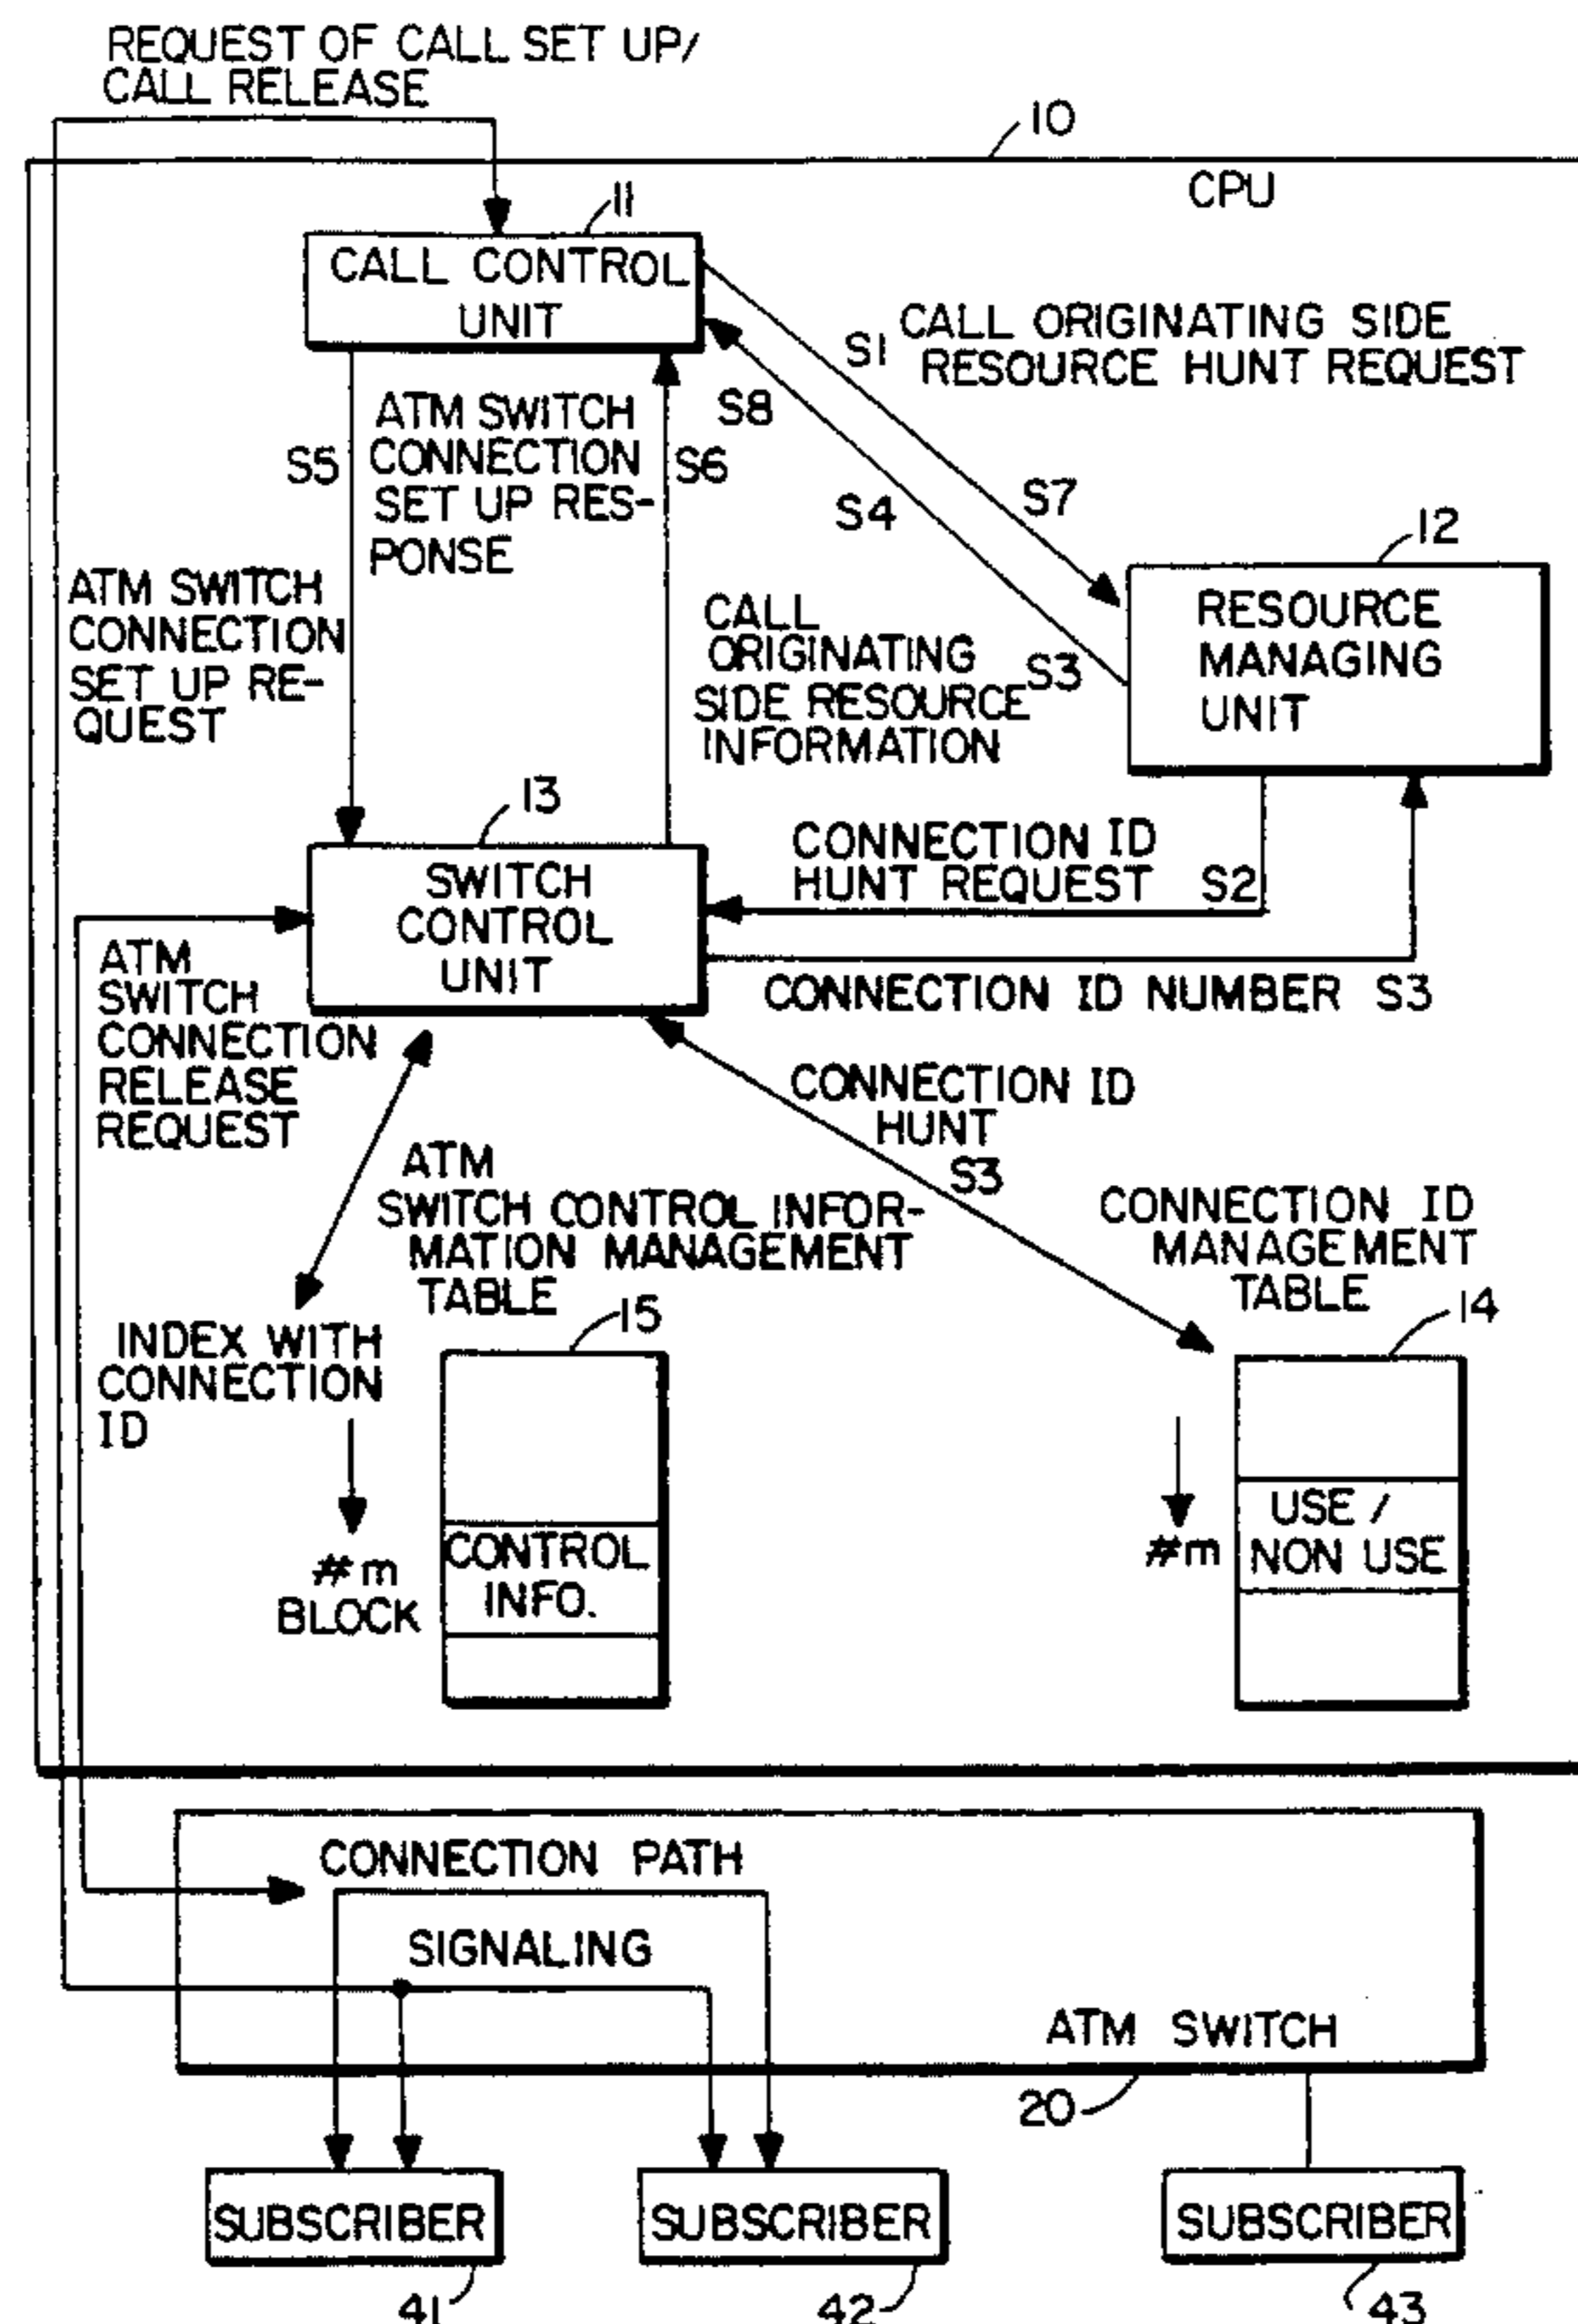 REQUEST OF CALL SET UP/
CALL RELEASE
10
CPU
11
CALL CONTROL
UNIT
S1
CALL ORIGINATING SIDE
RESOURCE HUNT REQUEST
S8
S5
ATM SWITCH
CONNECTION
SET UP RES-
PONSE
S6
S4
S7
12
RESOURCE
MANAGING
UNIT
ATM SWITCH
CONNECTION
SET UP RE-
QUEST
CALL
ORIGINATING
SIDE RESOURCE
INFORMATION
S3
13
SWITCH
CONTROL
UNIT
CONNECTION ID
HUNT REQUEST S2
CONNECTION ID NUMBER S3
ATM
SWITCH
CONNECTION
RELEASE
REQUEST
CONNECTION ID
HUNT
S3
ATM
SWITCH CONTROL INFOR-
MATION MANAGEMENT
TABLE
15
CONNECTION ID
MANAGEMENT
TABLE
14
INDEX WITH
CONNECTION
ID
#m
BLOCK
CONTROL
INFO.
#m
USE /
NON USE
CONNECTION PATH
SIGNALING
ATM SWITCH
20
SUBSCRIBER
SUBSCRIBER
SUBSCRIBER
41
42
43